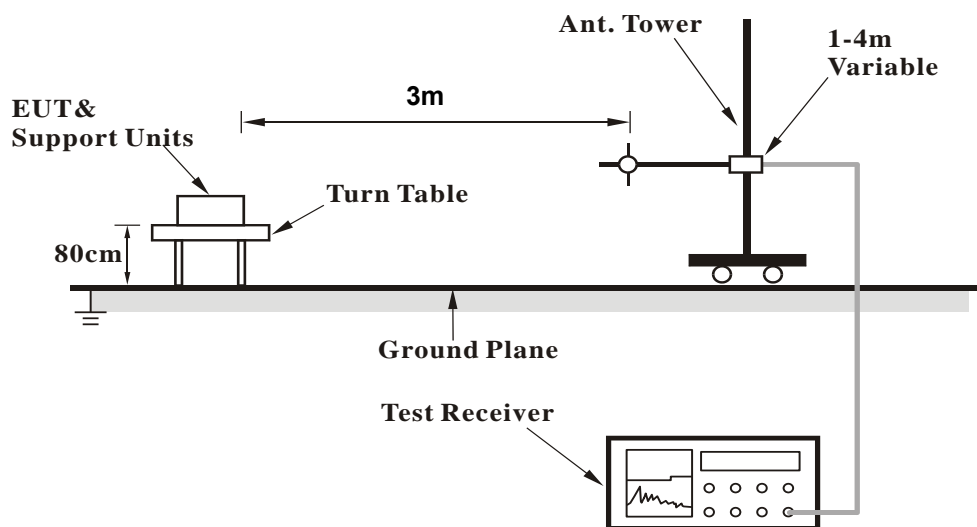 Ant. Tower
1-4m
Variable
3m
EUT&
Support Units
Turn Table
80cm
Ground Plane
Test Receiver